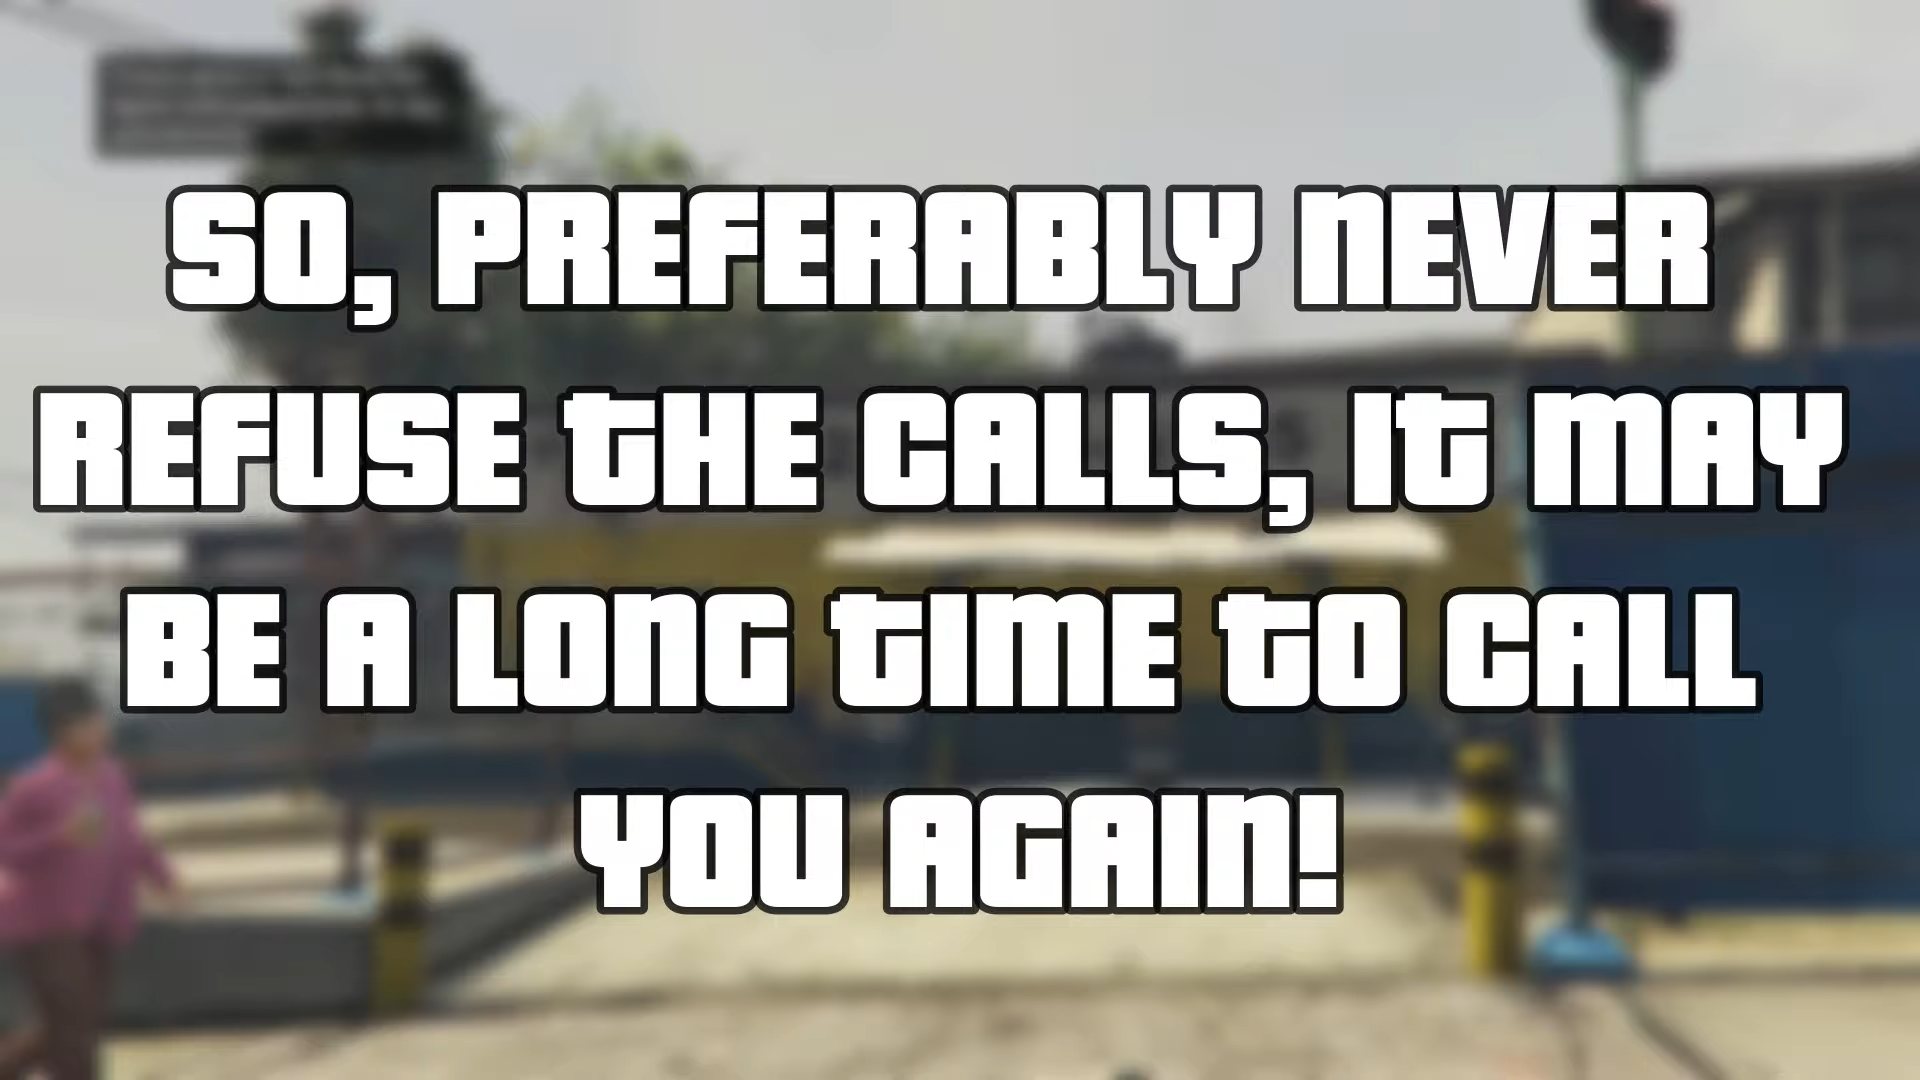 SO, PREFERABLY NEVER
REFUSE THE CALLS, IT MAY
BE A LONG TIME TO CALL
YOU AGAIN!